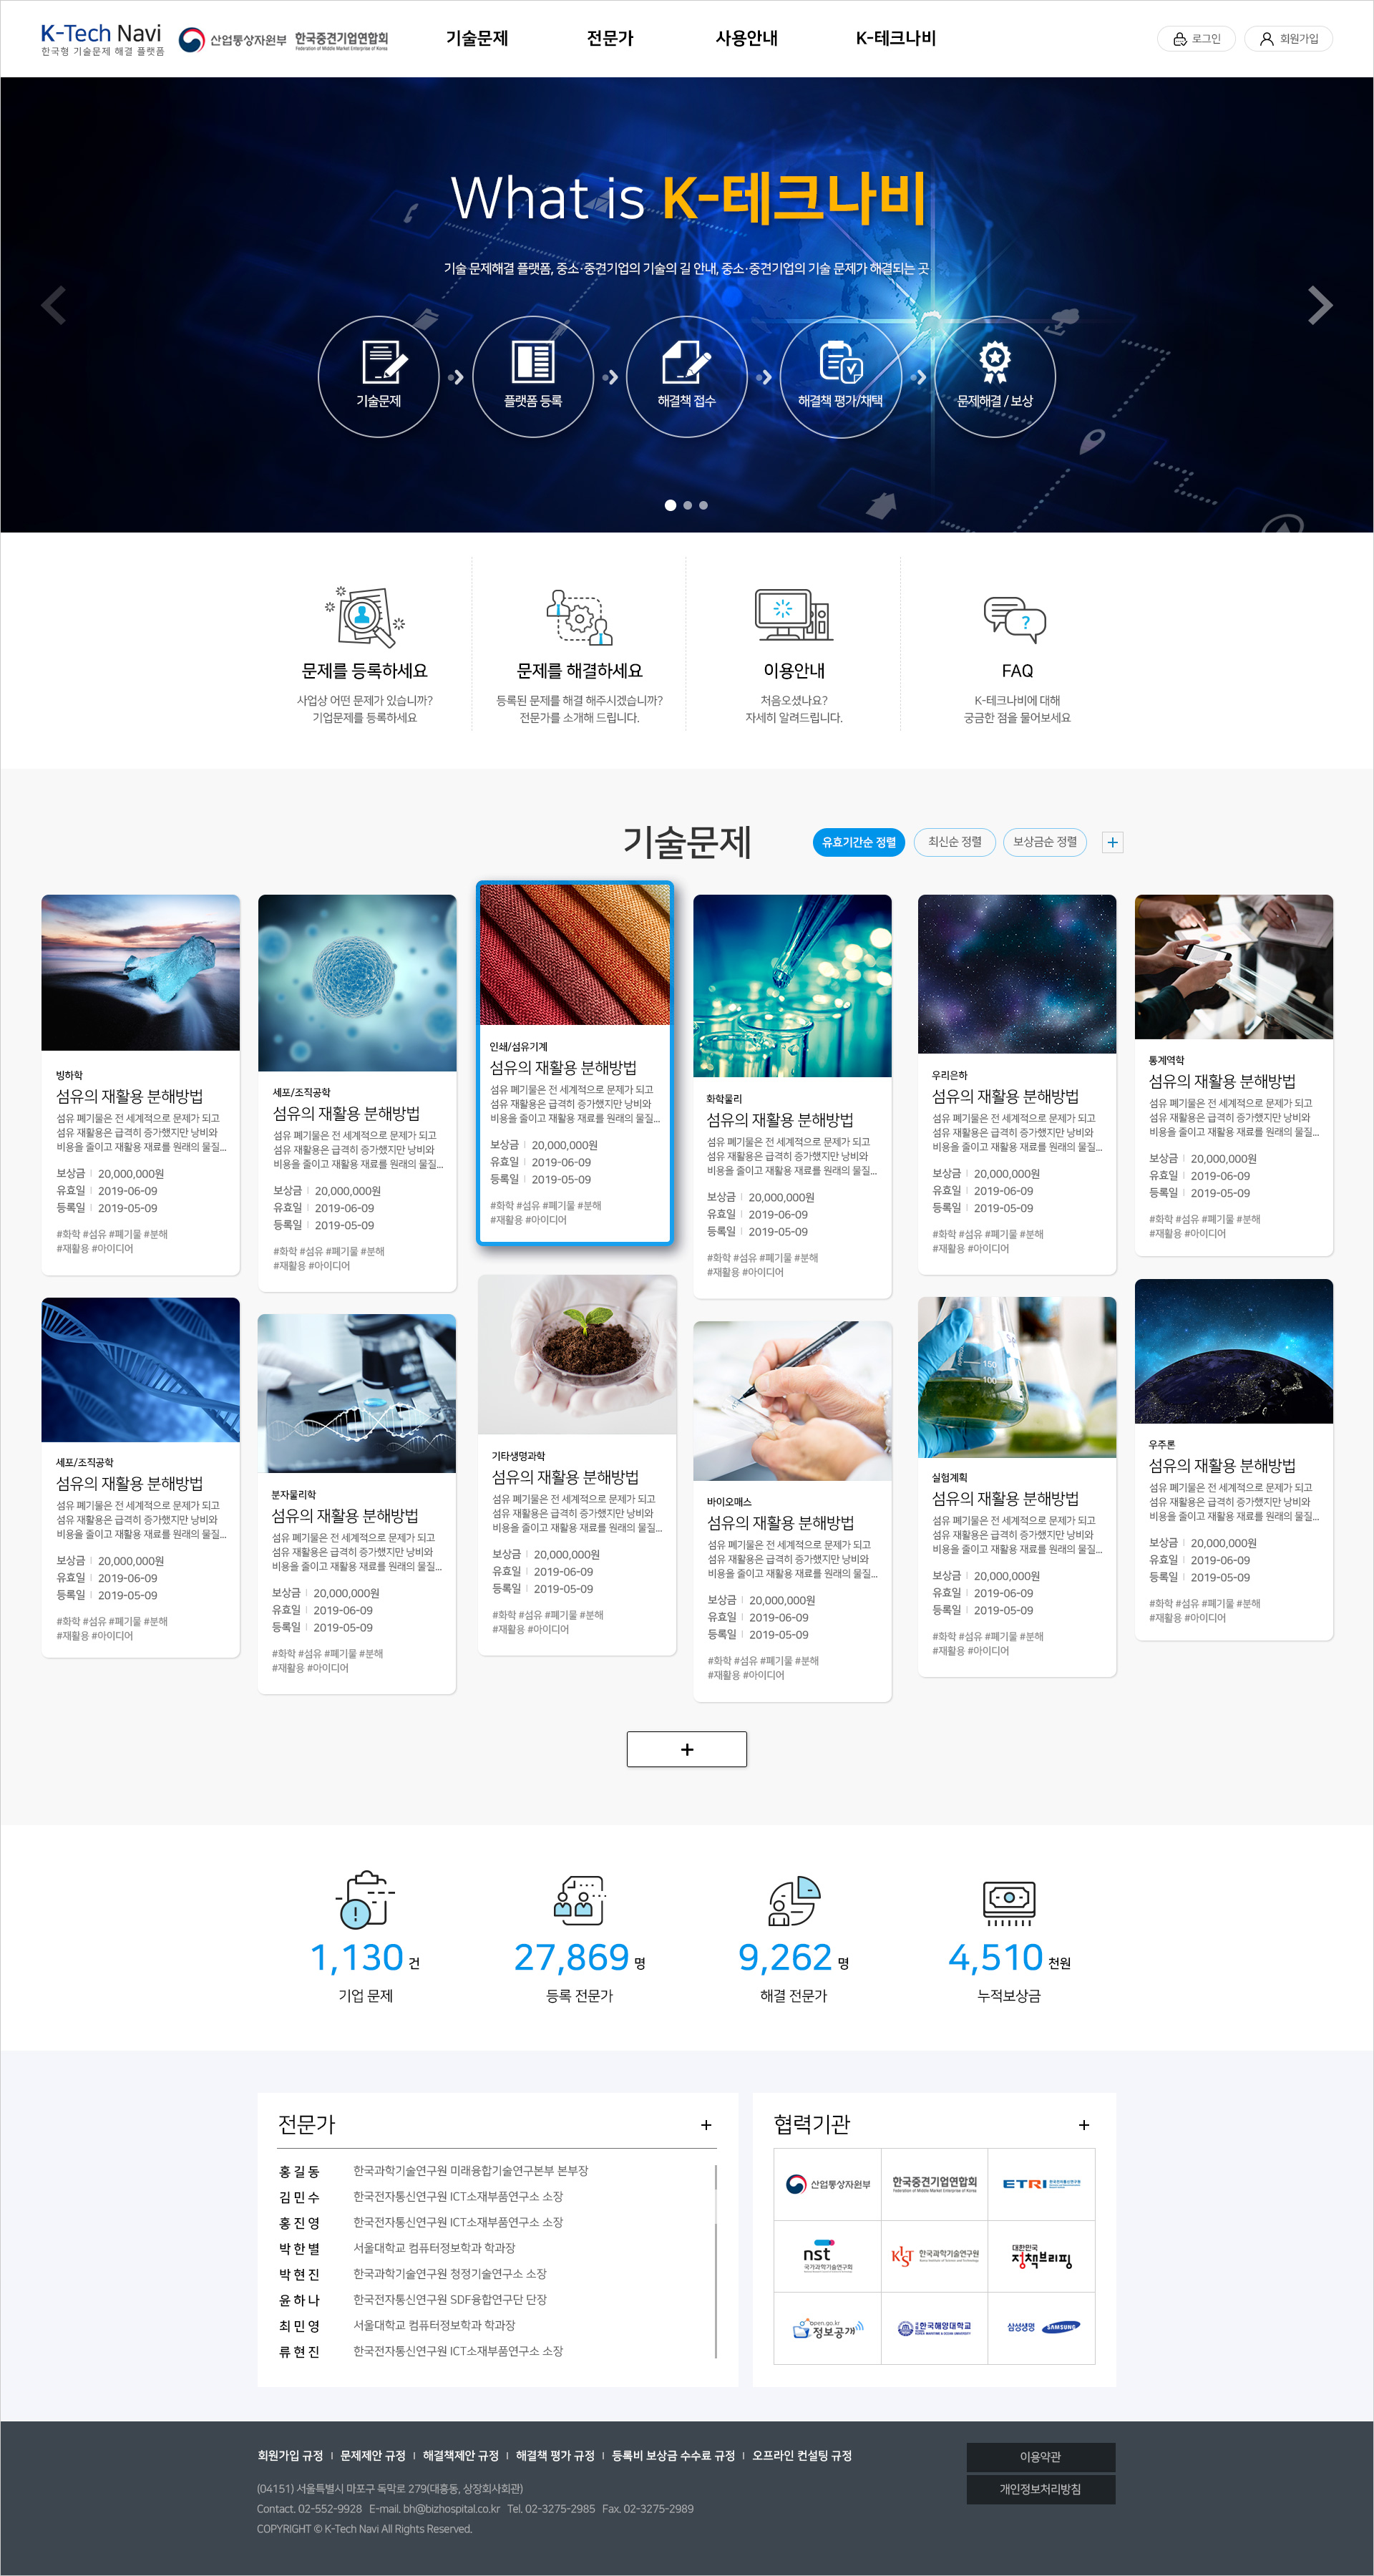 K-Tech Navi
한국형 기술문제 해결 플랫폼
산업통상자원부
한국중견기업연합회
Federation of Middle Market Enterprise of Korea
기술문제
전문가
사용안내
K-테크나비
로그인
회원가입
What is K-테크나비
기술 문제해결 플랫폼, 중소·중견기업의 기술의 길 안내, 중소·중견기업의 기술 문제가 해결되는 곳
기술문제
플랫폼 등록
해결책 접수
해결책 평가/채택
문제해결 / 보상
문제를 등록하세요
사업상 어떤 문제가 있습니까?
기업문제를 등록하세요
문제를 해결하세요
등록된 문제를 해결 해주시겠습니까?
전문가를 소개해 드립니다.
이용안내
처음오셨나요?
자세히 알려드립니다.
FAQ
K-테크나비에 대해
궁금한 점을 물어보세요
기술문제
유효기간순 정렬
최신순 정렬
보상금순 정렬
+
빙하학
섬유의 재활용 분해방법
섬유 폐기물은 전 세계적으로 문제가 되고
섬유 재활용은 급격히 증가했지만 낭비와
비용을 줄이고 재활용 재료를 원래의 물질...
보상금 | 20,000,000원
유효일 | 2019-06-09
등록일 | 2019-05-09
#화학 #섬유 #폐기물 #분해
#재활용 #아이디어
세포/조직공학
섬유의 재활용 분해방법
섬유 폐기물은 전 세계적으로 문제가 되고
섬유 재활용은 급격히 증가했지만 낭비와
비용을 줄이고 재활용 재료를 원래의 물질...
보상금 | 20,000,000원
유효일 | 2019-06-09
등록일 | 2019-05-09
#화학 #섬유 #폐기물 #분해
#재활용 #아이디어
인쇄/섬유기계
섬유의 재활용 분해방법
섬유 폐기물은 전 세계적으로 문제가 되고
섬유 재활용은 급격히 증가했지만 낭비와
비용을 줄이고 재활용 재료를 원래의 물질...
보상금 | 20,000,000원
유효일 | 2019-06-09
등록일 | 2019-05-09
#화학 #섬유 #폐기물 #분해
#재활용 #아이디어
화학물리
섬유의 재활용 분해방법
섬유 폐기물은 전 세계적으로 문제가 되고
섬유 재활용은 급격히 증가했지만 낭비와
비용을 줄이고 재활용 재료를 원래의 물질...
보상금 | 20,000,000원
유효일 | 2019-06-09
등록일 | 2019-05-09
#화학 #섬유 #폐기물 #분해
#재활용 #아이디어
우리은하
섬유의 재활용 분해방법
섬유 폐기물은 전 세계적으로 문제가 되고
섬유 재활용은 급격히 증가했지만 낭비와
비용을 줄이고 재활용 재료를 원래의 물질...
보상금 | 20,000,000원
유효일 | 2019-06-09
등록일 | 2019-05-09
#화학 #섬유 #폐기물 #분해
#재활용 #아이디어
통계역학
섬유의 재활용 분해방법
섬유 폐기물은 전 세계적으로 문제가 되고
섬유 재활용은 급격히 증가했지만 낭비와
비용을 줄이고 재활용 재료를 원래의 물질...
보상금 | 20,000,000원
유효일 | 2019-06-09
등록일 | 2019-05-09
#화학 #섬유 #폐기물 #분해
#재활용 #아이디어
세포/조직공학
섬유의 재활용 분해방법
섬유 폐기물은 전 세계적으로 문제가 되고
섬유 재활용은 급격히 증가했지만 낭비와
비용을 줄이고 재활용 재료를 원래의 물질...
보상금 | 20,000,000원
유효일 | 2019-06-09
등록일 | 2019-05-09
#화학 #섬유 #폐기물 #분해
#재활용 #아이디어
분자물리학
섬유의 재활용 분해방법
섬유 폐기물은 전 세계적으로 문제가 되고
섬유 재활용은 급격히 증가했지만 낭비와
비용을 줄이고 재활용 재료를 원래의 물질...
보상금 | 20,000,000원
유효일 | 2019-06-09
등록일 | 2019-05-09
#화학 #섬유 #폐기물 #분해
#재활용 #아이디어
기타생명과학
섬유의 재활용 분해방법
섬유 폐기물은 전 세계적으로 문제가 되고
섬유 재활용은 급격히 증가했지만 낭비와
비용을 줄이고 재활용 재료를 원래의 물질...
보상금 | 20,000,000원
유효일 | 2019-06-09
등록일 | 2019-05-09
#화학 #섬유 #폐기물 #분해
#재활용 #아이디어
바이오매스
섬유의 재활용 분해방법
섬유 폐기물은 전 세계적으로 문제가 되고
섬유 재활용은 급격히 증가했지만 낭비와
비용을 줄이고 재활용 재료를 원래의 물질...
보상금 | 20,000,000원
유효일 | 2019-06-09
등록일 | 2019-05-09
#화학 #섬유 #폐기물 #분해
#재활용 #아이디어
150
100
실험계획
섬유의 재활용 분해방법
섬유 폐기물은 전 세계적으로 문제가 되고
섬유 재활용은 급격히 증가했지만 낭비와
비용을 줄이고 재활용 재료를 원래의 물질...
보상금 | 20,000,000원
유효일 | 2019-06-09
등록일 | 2019-05-09
#화학 #섬유 #폐기물 #분해
#재활용 #아이디어
우주론
섬유의 재활용 분해방법
섬유 폐기물은 전 세계적으로 문제가 되고
섬유 재활용은 급격히 증가했지만 낭비와
비용을 줄이고 재활용 재료를 원래의 물질...
보상금 | 20,000,000원
유효일 | 2019-06-09
등록일 | 2019-05-09
#화학 #섬유 #폐기물 #분해
#재활용 #아이디어
+
1,130 건
기업 문제
27,869 명
등록 전문가
9,262 명
해결 전문가
4,510 천원
누적보상금
전문가 +
홍길동 한국과학기술연구원 미래융합기술연구본부 본부장
김민수 한국전자통신연구원 ICT소재부품연구소 소장
홍진영 한국전자통신연구원 ICT소재부품연구소 소장
박한별 서울대학교 컴퓨터정보학과 학과장
박현진 한국과학기술연구원 청정기술연구소 소장
윤하나 한국전자통신연구원 SDF융합연구단 단장
최민영 서울대학교 컴퓨터정보학과 학과장
류현진 한국전자통신연구원 ICT소재부품연구소 소장
협력기관 +
산업통상자원부
한국중견기업연합회
Federation of Middle Market Enterprise of Korea
ETRI 한국전자통신연구원
nst
국가과학기술연구회
KIST 한국과학기술연구원
대한민국
정책브리핑
open.go.kr
정보공개
한국해양대학교
삼성생명 SAMSUNG
회원가입 규정 | 문제제안 규정 | 해결책제안 규정 | 해결책 평가 규정 | 등록비 보상금 수수료 규정 | 오프라인 컨설팅 규정
이용약관
개인정보처리방침
(04151) 서울특별시 마포구 독막로 279(대흥동, 상장회사회관)
Contact. 02-552-9928 E-mail. bh@bizhospital.co.kr Tel. 02-3275-2985 Fax. 02-3275-2989
COPYRIGHT © K-Tech Navi All Rights Reserved.